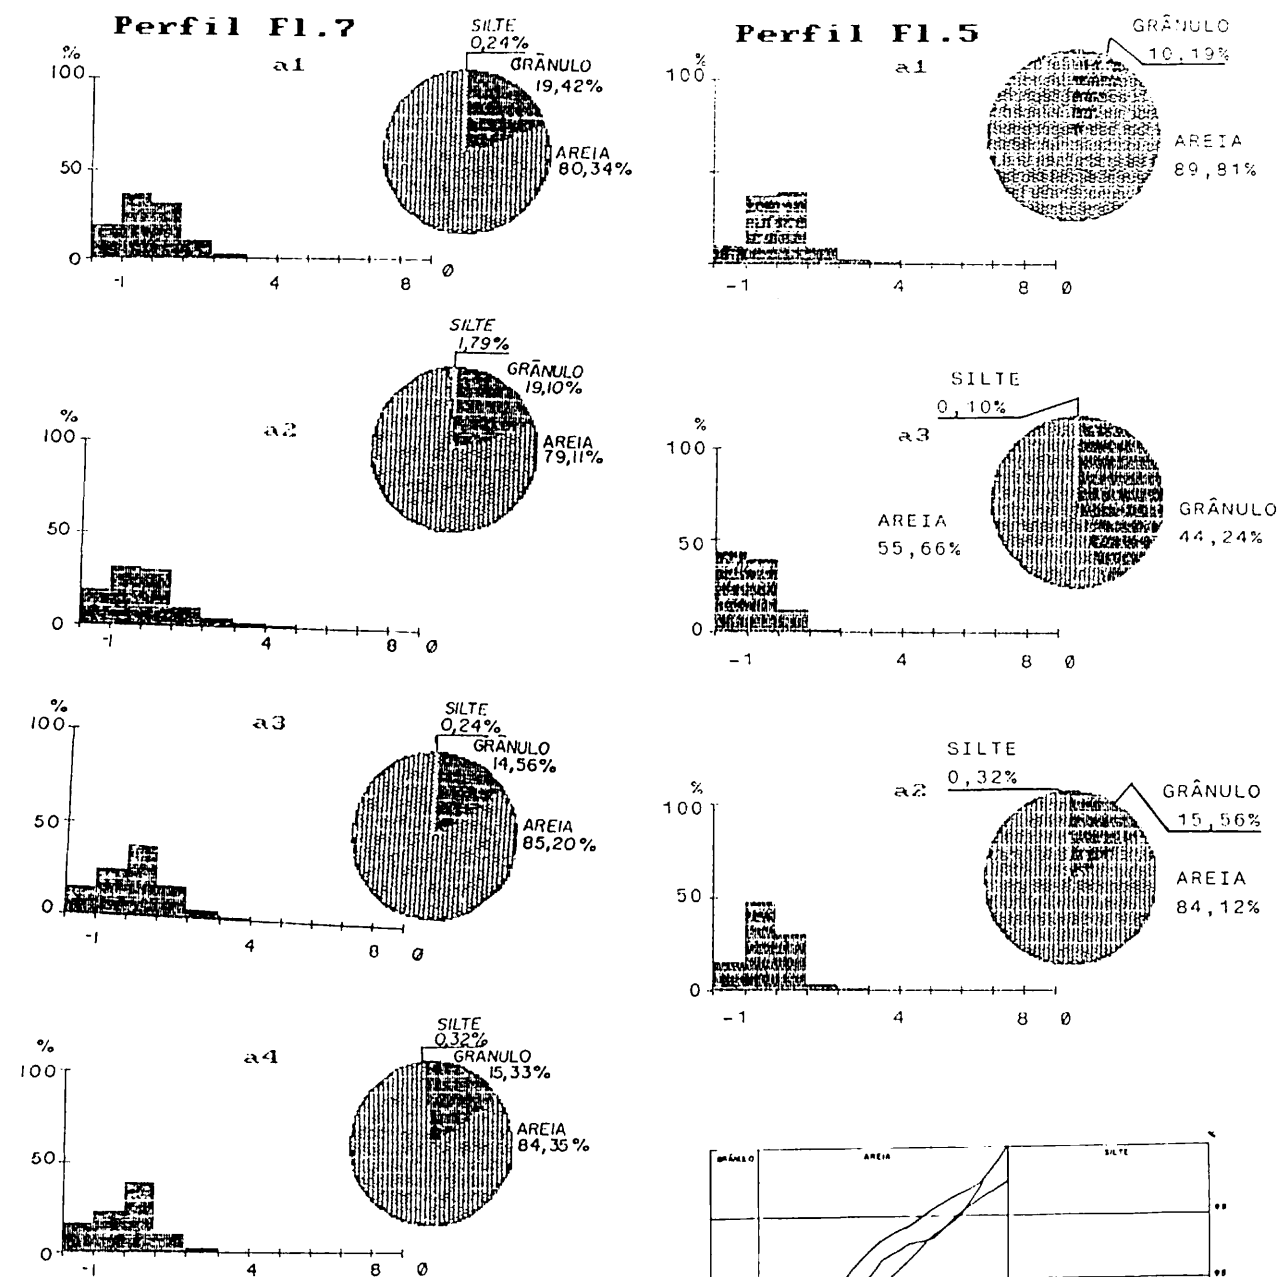 Perfil Fl.7
a1
SILTE
0,24%
GRÂNULO
19,42%
AREIA
80,34%
%
100
50
0
-1
4
8
Ø
a2
SILTE
1,79%
GRÂNULO
19,10%
AREIA
79,11%
%
100
50
0
-1
4
8
Ø
a3
SILTE
0,24%
GRÂNULO
14,56%
AREIA
85,20%
%
100
50
0
-1
4
8
Ø
a4
SILTE
0,32%
GRANULO
15,33%
AREIA
84,35%
%
100
50
0
-1
4
8
Ø
Perfil Fl.5
a1
GRÂNULO
10,19%
AREIA
89,81%
%
100
0
-1
4
8
Ø
a3
SILTE
0,10%
AREIA
55,66%
GRÂNULO
44,24%
%
100
50
0
-1
4
8
Ø
a2
SILTE
0,32%
GRÂNULO
15,56%
AREIA
84,12%
%
100
50
0
-1
4
8
Ø
GRÂNULO
AREIA
SILTE
%